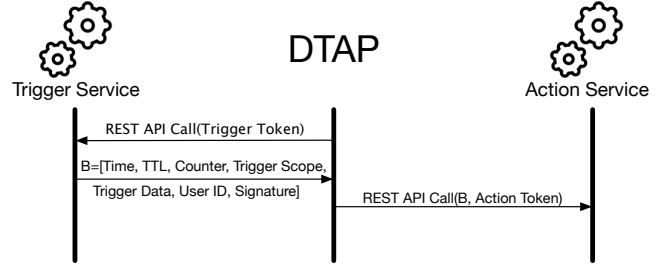 DTAP
Trigger Service
Action Service
REST API Call(Trigger Token)
B=[Time, TTL, Counter, Trigger Scope,
Trigger Data, User ID, Signature]
REST API Call(B, Action Token)